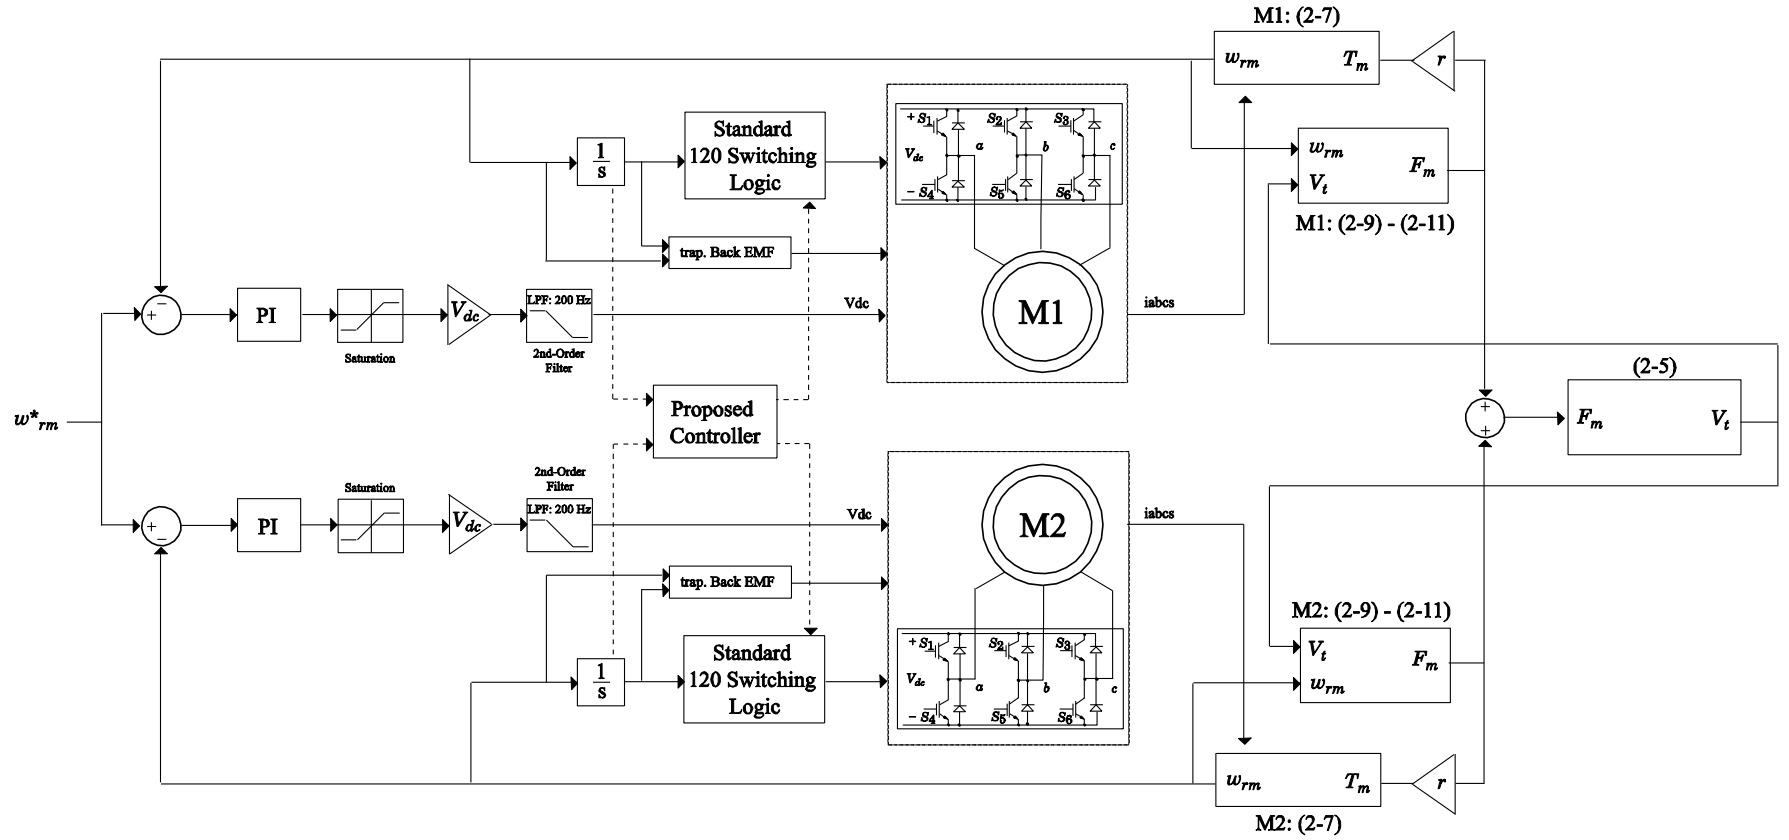 M1: (2-7)
w_rm T_m
r
Standard
120 Switching
Logic
1
s
+ S1 S2 S3
V_dc a b c
- S4 S5 S6
w_rm
F_m
V_t
M1: (2-9) - (2-11)
trap. Back EMF
−
+
PI
Saturation
V_dc
LPF: 200 Hz
2nd-Order
Filter
Vdc
M1
iabcs
(2-5)
F_m V_t
+
+
w*_rm
Proposed
Controller
2nd-Order
Filter
Saturation
LPF: 200 Hz
+
−
PI
V_dc
Vdc
M2
iabcs
trap. Back EMF
M2: (2-9) - (2-11)
V_t
F_m
w_rm
1
s
Standard
120 Switching
Logic
+ S1 S2 S3
V_dc a b c
- S4 S5 S6
w_rm T_m
r
M2: (2-7)